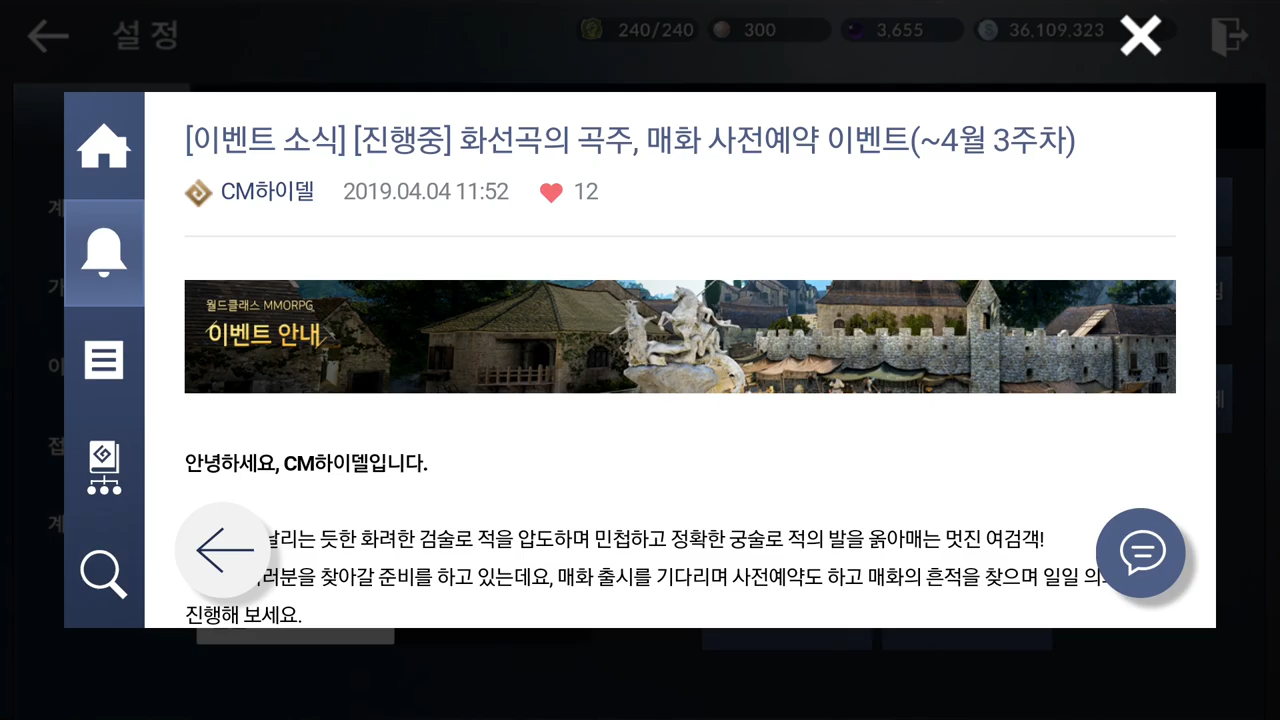 설정
240/240
300
3,655
36,109,323
[이벤트 소식] [진행중] 화선곡의 곡주, 매화 사전예약 이벤트(~4월 3주차)
CM하이델 2019.04.04 11:52 12
월드클래스 MMORPG
이벤트 안내
안녕하세요, CM하이델입니다.
듯한 화려한 검술로 적을 압도하며 민첩하고 정확한 궁술로 적의 발을 옭아매는 멋진 여검객!
찾아갈 준비를 하고 있는데요, 매화 출시를 기다리며 사전예약도 하고 매화의 흔적을 찾으며 일일
진행해 보세요.